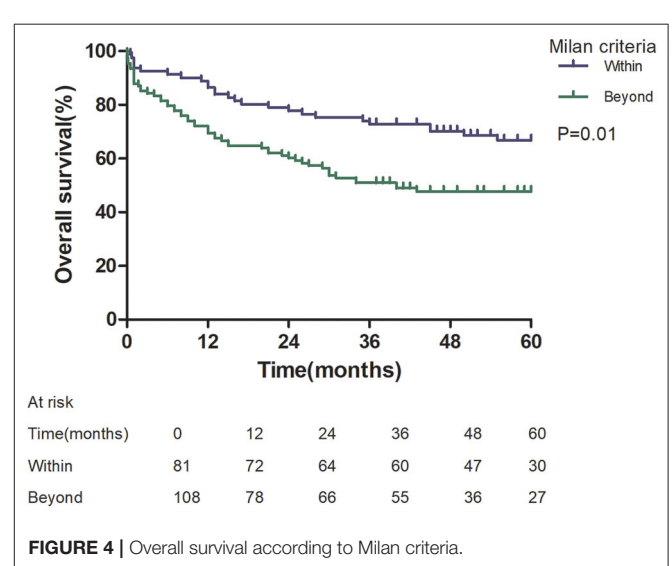 Milan criteria
Within
Beyond
P=0.01
Overall survival(%)
100
80
60
40
20
0
0 12 24 36 48 60
Time(months)
At risk
Time(months) 0 12 24 36 48 60
Within 81 72 64 60 47 30
Beyond 108 78 66 55 36 27
FIGURE 4 | Overall survival according to Milan criteria.